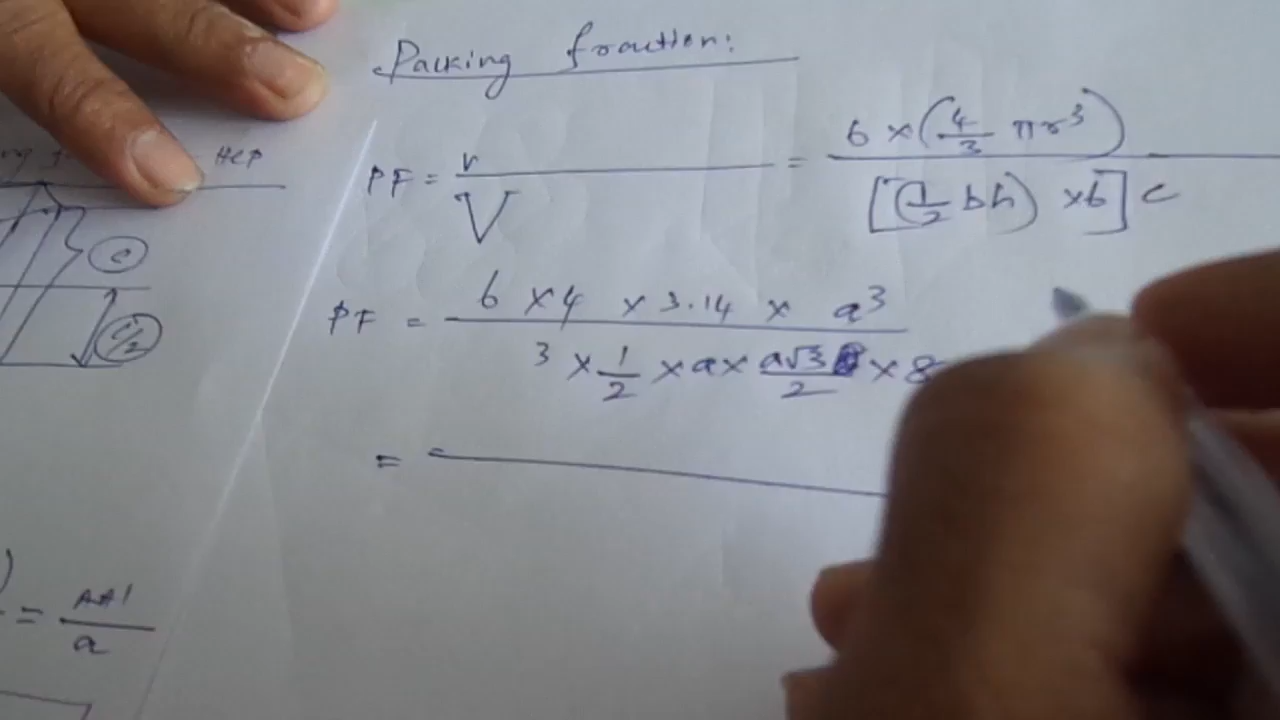 Packing fraction:
HCP
PF = v / V = 6 × (4/3 πr³) / [(1/2 bh) × 6] c
c
c/2
PF = 6 × 4 × 3.14 × a³ / 3 × 1/2 × a × a√3/2 × 8
=
) = AA' / a